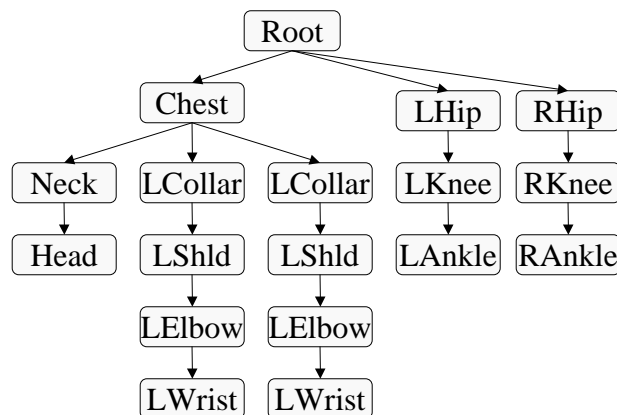 Root
Chest LHip RHip
Neck LCollar LCollar LKnee RKnee
Head LShld LShld LAnkle RAnkle
LElbow LElbow
LWrist LWrist